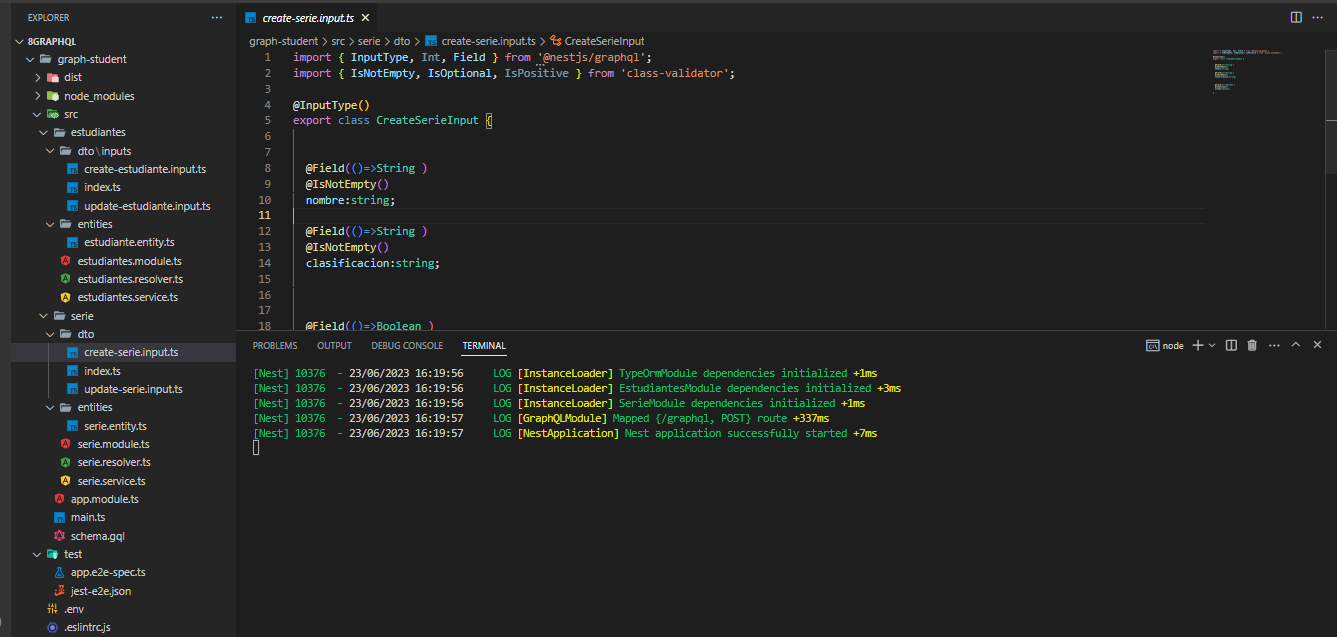 EXPLORER
8GRAPHQL
graph-student
dist
node_modules
src
estudiantes
dto\inputs
create-estudiante.input.ts
index.ts
update-estudiante.input.ts
entities
estudiante.entity.ts
estudiantes.module.ts
estudiantes.resolver.ts
estudiantes.service.ts
serie
dto
create-serie.input.ts
index.ts
update-serie.input.ts
entities
serie.entity.ts
serie.module.ts
serie.resolver.ts
serie.service.ts
app.module.ts
main.ts
schema.gql
test
app.e2e-spec.ts
jest-e2e.json
.env
.eslintrc.js
create-serie.input.ts
graph-student > src > serie > dto > create-serie.input.ts > CreateSerieInput
1 import { InputType, Int, Field } from '@nestjs/graphql';
2 import { IsNotEmpty, IsOptional, IsPositive } from 'class-validator';
3
4 @InputType()
5 export class CreateSerieInput {
6
7
8 @Field(()=>String )
9 @IsNotEmpty()
10 nombre:string;
11
12 @Field(()=>String )
13 @IsNotEmpty()
14 clasificacion:string;
15
16
17
18 @Field(()=>Boolean )
PROBLEMS OUTPUT DEBUG CONSOLE TERMINAL node
[Nest] 10376 - 23/06/2023 16:19:56 LOG [InstanceLoader] TypeOrmModule dependencies initialized +1ms
[Nest] 10376 - 23/06/2023 16:19:56 LOG [InstanceLoader] EstudiantesModule dependencies initialized +3ms
[Nest] 10376 - 23/06/2023 16:19:56 LOG [InstanceLoader] SerieModule dependencies initialized +1ms
[Nest] 10376 - 23/06/2023 16:19:57 LOG [GraphQLModule] Mapped {/graphql, POST} route +337ms
[Nest] 10376 - 23/06/2023 16:19:57 LOG [NestApplication] Nest application successfully started +7ms